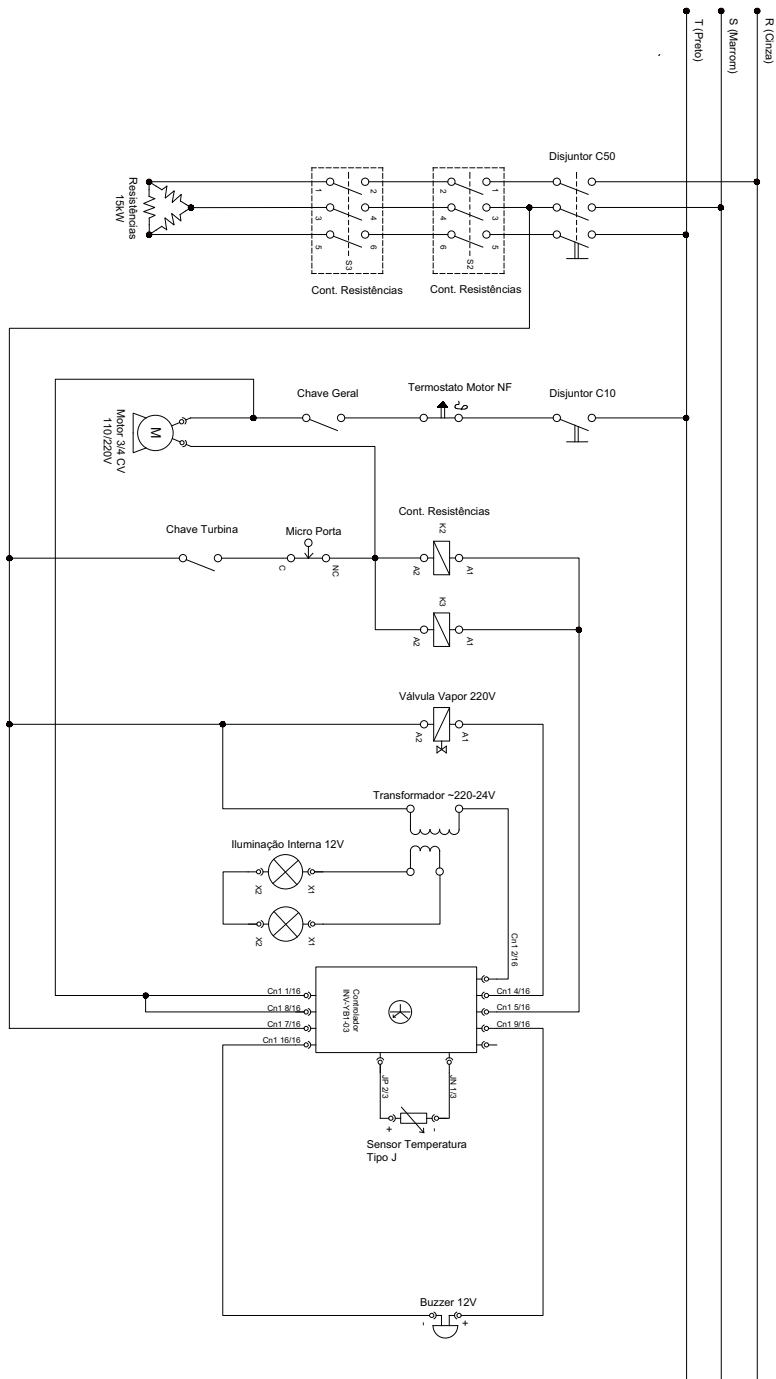 R (Cinza)
S (Marrom)
T (Preto)
Disjuntor C50
1
2
2
1
3
4
4
3
5
6
6
5
S3
S2
Resistências
15kW
Cont. Resistências
Cont. Resistências
Chave Geral
Termostato Motor NF
Disjuntor C10
M
Motor 3/4 CV
110/220V
Cont. Resistências
K2
A2
A1
Chave Turbina
Micro Porta
C
NC
K3
A2
A1
Válvula Vapor 220V
A2
A1
Transformador ~220-24V
Iluminação Interna 12V
X2
X1
X2
X1
Cn1 2/16
Cn1 1/16
Cn1 8/16
Cn1 7/16
Cn1 16/16
Controlador
INV-YB1-03
Cn1 4/16
Cn1 5/16
Cn1 9/16
JP 2/3
JN 1/3
+
-
Sensor Temperatura
Tipo J
Buzzer 12V
-
+